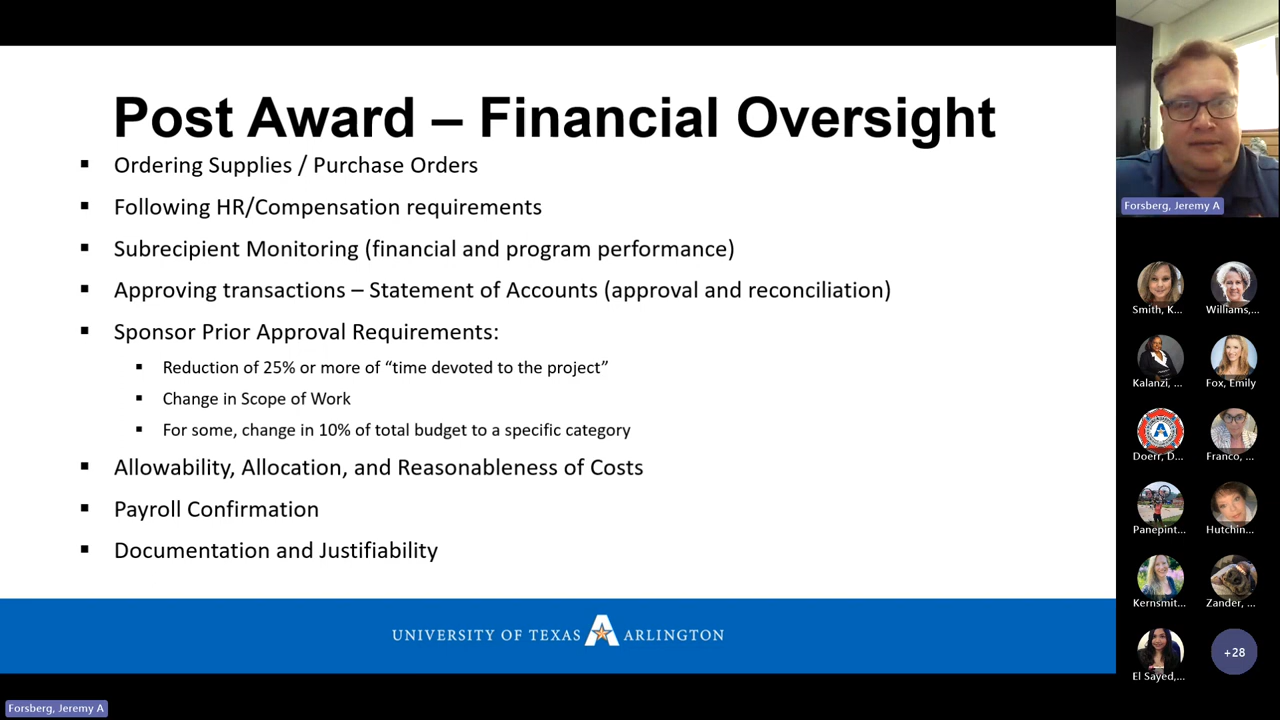 Post Award – Financial Oversight
Ordering Supplies / Purchase Orders
Following HR/Compensation requirements
Subrecipient Monitoring (financial and program performance)
Approving transactions – Statement of Accounts (approval and reconciliation)
Sponsor Prior Approval Requirements:
Reduction of 25% or more of “time devoted to the project”
Change in Scope of Work
For some, change in 10% of total budget to a specific category
Allowability, Allocation, and Reasonableness of Costs
Payroll Confirmation
Documentation and Justifiability
UNIVERSITY OF TEXAS A ARLINGTON
Forsberg, Jeremy A
Smith, K...
Williams,...
Kalanzi, ...
Fox, Emily
Doerr, D...
Franco, ...
Panepint...
Hutchin...
Kernsmit...
Zander, ...
El Sayed,...
+28
Forsberg, Jeremy A